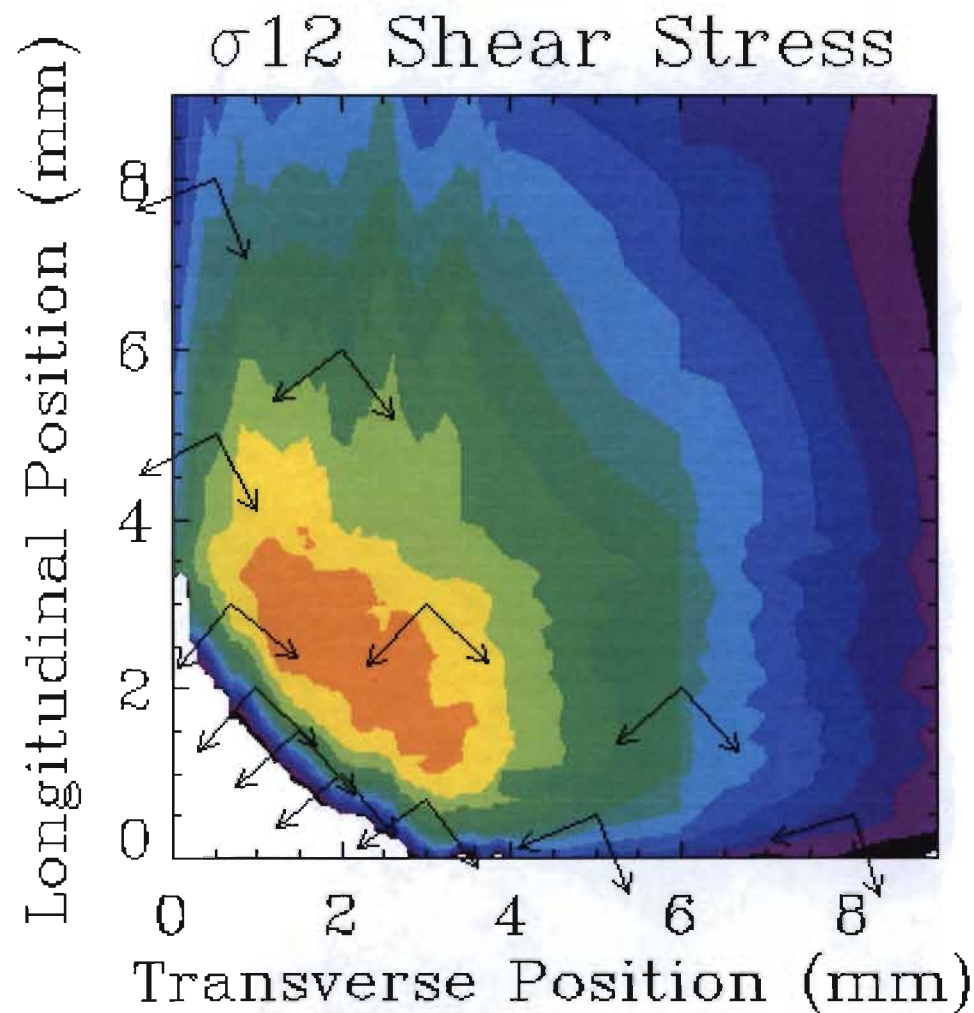 σ12 Shear Stress
Longitudinal Position (mm)
8
6
4
2
0
0 2 4 6 8
Transverse Position (mm)